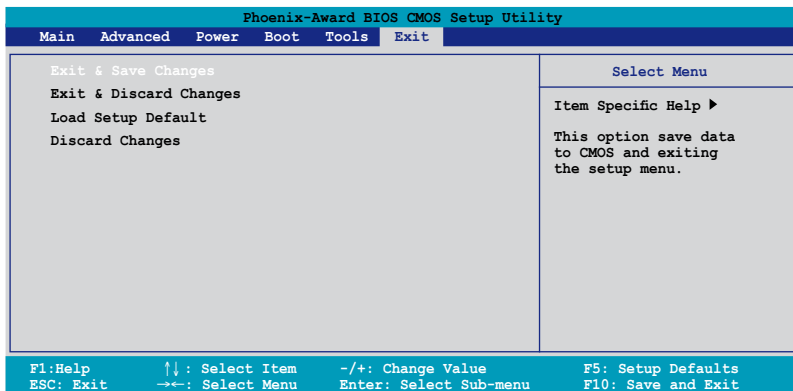 Phoenix-Award BIOS CMOS Setup Utility
Main Advanced Power Boot Tools Exit
Exit & Save Changes
Exit & Discard Changes
Load Setup Default
Discard Changes
Select Menu
Item Specific Help ▶
This option save data
to CMOS and exiting
the setup menu.
F1:Help ↑↓: Select Item -/+: Change Value F5: Setup Defaults
ESC: Exit →←: Select Menu Enter: Select Sub-menu F10: Save and Exit